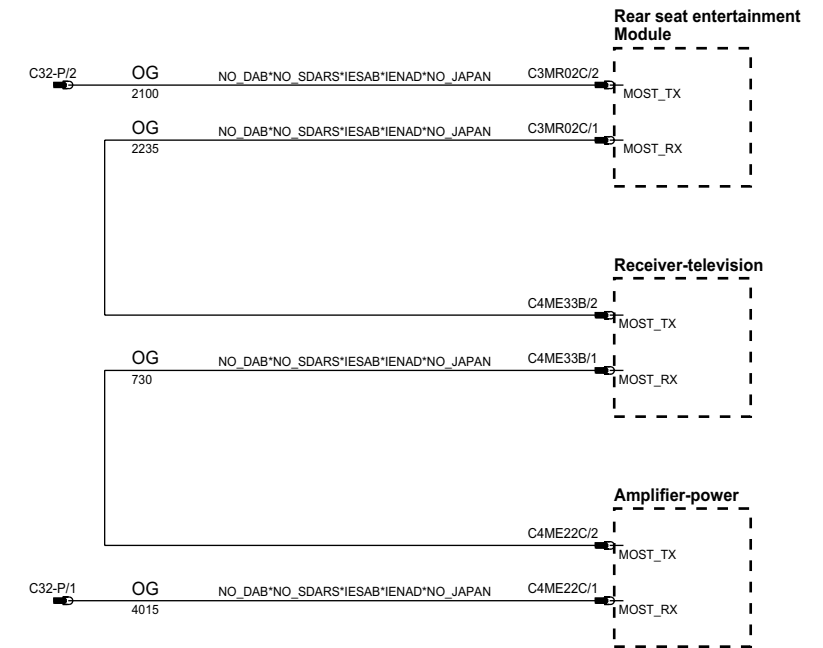 Rear seat entertainment
Module
C32-P/2 OG NO_DAB*NO_SDARS*IESAB*IENAD*NO_JAPAN C3MR02C/2
2100 MOST_TX
OG NO_DAB*NO_SDARS*IESAB*IENAD*NO_JAPAN C3MR02C/1
2235 MOST_RX
Receiver-television
C4ME33B/2
MOST_TX
OG NO_DAB*NO_SDARS*IESAB*IENAD*NO_JAPAN C4ME33B/1
730 MOST_RX
Amplifier-power
C4ME22C/2
MOST_TX
C32-P/1 OG NO_DAB*NO_SDARS*IESAB*IENAD*NO_JAPAN C4ME22C/1
4015 MOST_RX